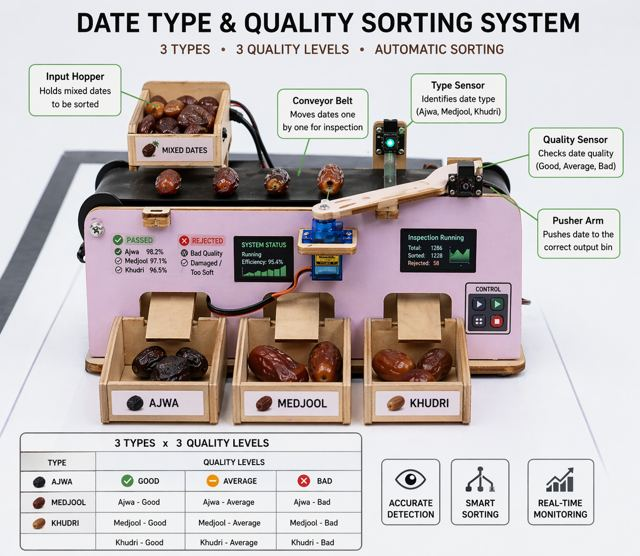 DATE TYPE & QUALITY SORTING SYSTEM
3 TYPES • 3 QUALITY LEVELS • AUTOMATIC SORTING
Input Hopper
Holds mixed dates
to be sorted
Conveyor Belt
Moves dates one
by one for inspection
Type Sensor
Identifies date type
(Ajwa, Medjool, Khudri)
Quality Sensor
Checks date quality
(Good, Average, Bad)
Pusher Arm
Pushes date to the
correct output bin
MIXED DATES
PASSED
Ajwa 98.2%
Medjool 97.1%
Khudri 96.5%
REJECTED
Bad Quality
Damaged /
Too Soft
SYSTEM STATUS
Running
Efficiency: 95.4%
Inspection Running
Total: 1286
Sorted: 1228
Rejected: 58
CONTROL
AJWA
MEDJOOL
KHUDRI
3 TYPES x 3 QUALITY LEVELS
TYPE QUALITY LEVELS
AJWA GOOD AVERAGE BAD
MEDJOOL Ajwa - Good Ajwa - Average Ajwa - Bad
KHUDRI Medjool - Good Medjool - Average Medjool - Bad
Khudri - Good Khudri - Average Khudri - Bad
ACCURATE
DETECTION
SMART
SORTING
REAL-TIME
MONITORING